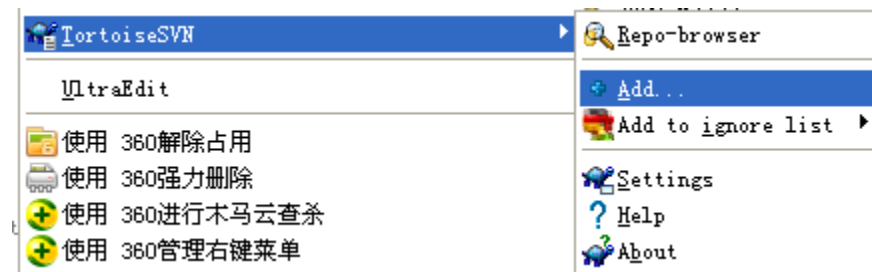 TortoiseSVN
UltraEdit
使用 360解除占用
使用 360强力删除
使用 360进行木马云查杀
使用 360管理右键菜单
Repo-browser
Add...
Add to ignore list
Settings
Help
About